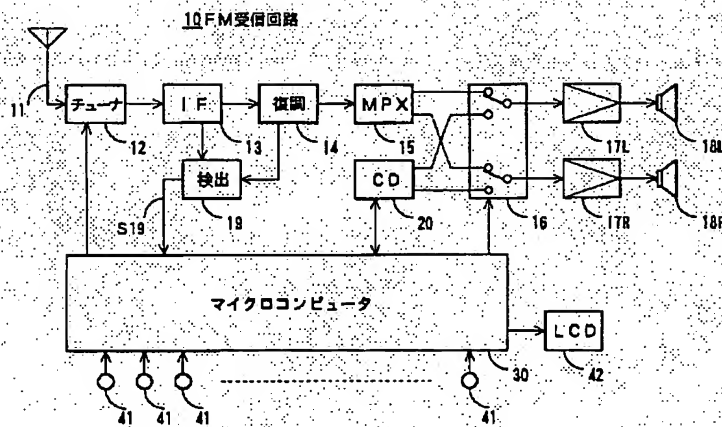 10 FM受信回路
11
チューナ
12
IF
13
復調
14
MPX
15
16
17L
18L
検出
19
S19
CD
20
17R
18R
マイクロコンピュータ
30
LCD
42
41
41
41
41